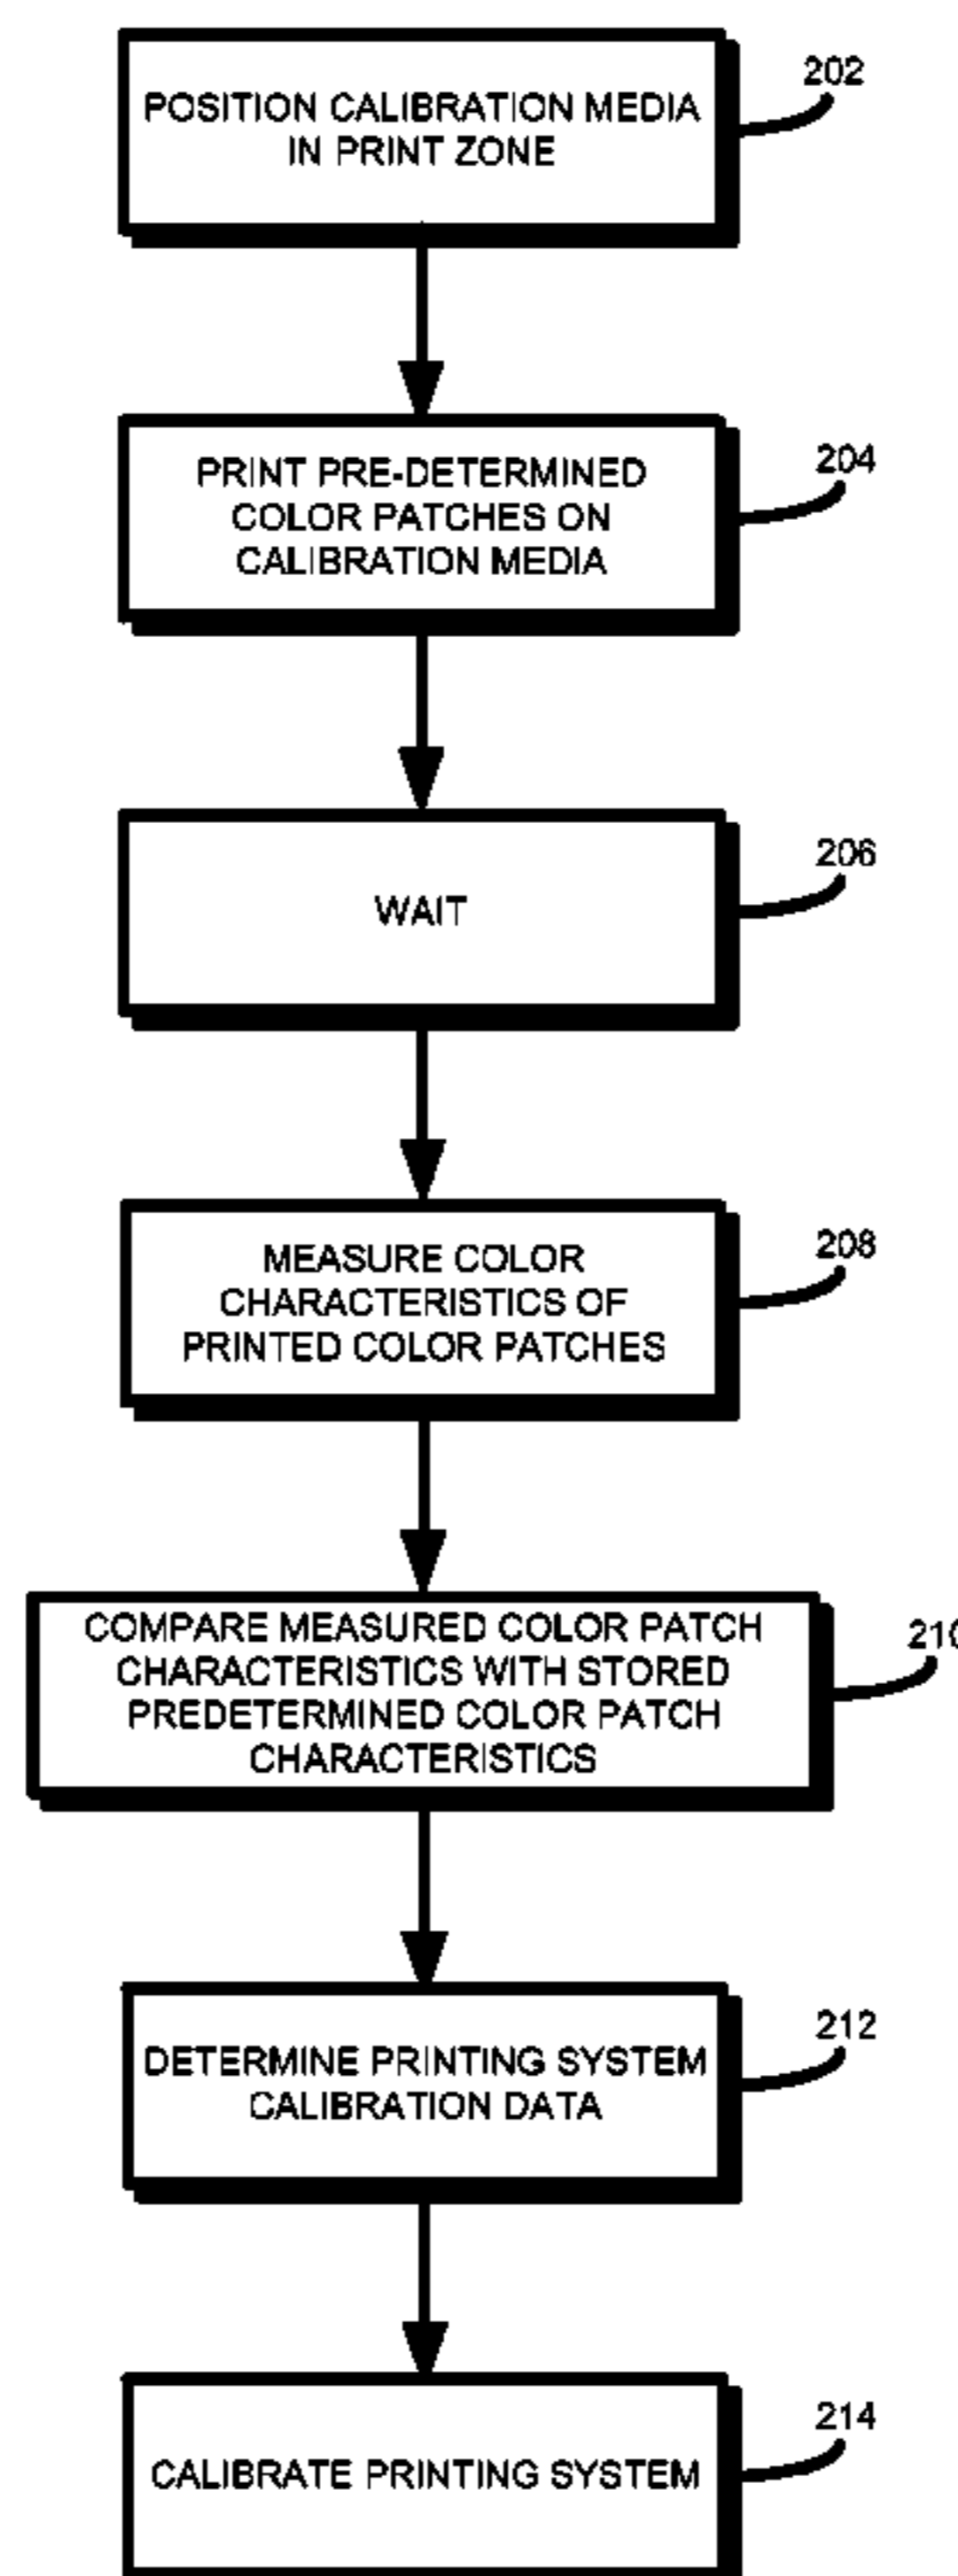 202
POSITION CALIBRATION MEDIA
IN PRINT ZONE
204
PRINT PRE-DETERMINED
COLOR PATCHES ON
CALIBRATION MEDIA
206
WAIT
208
MEASURE COLOR
CHARACTERISTICS OF
PRINTED COLOR PATCHES
210
COMPARE MEASURED COLOR PATCH
CHARACTERISTICS WITH STORED
PREDETERMINED COLOR PATCH
CHARACTERISTICS
212
DETERMINE PRINTING SYSTEM
CALIBRATION DATA
214
CALIBRATE PRINTING SYSTEM